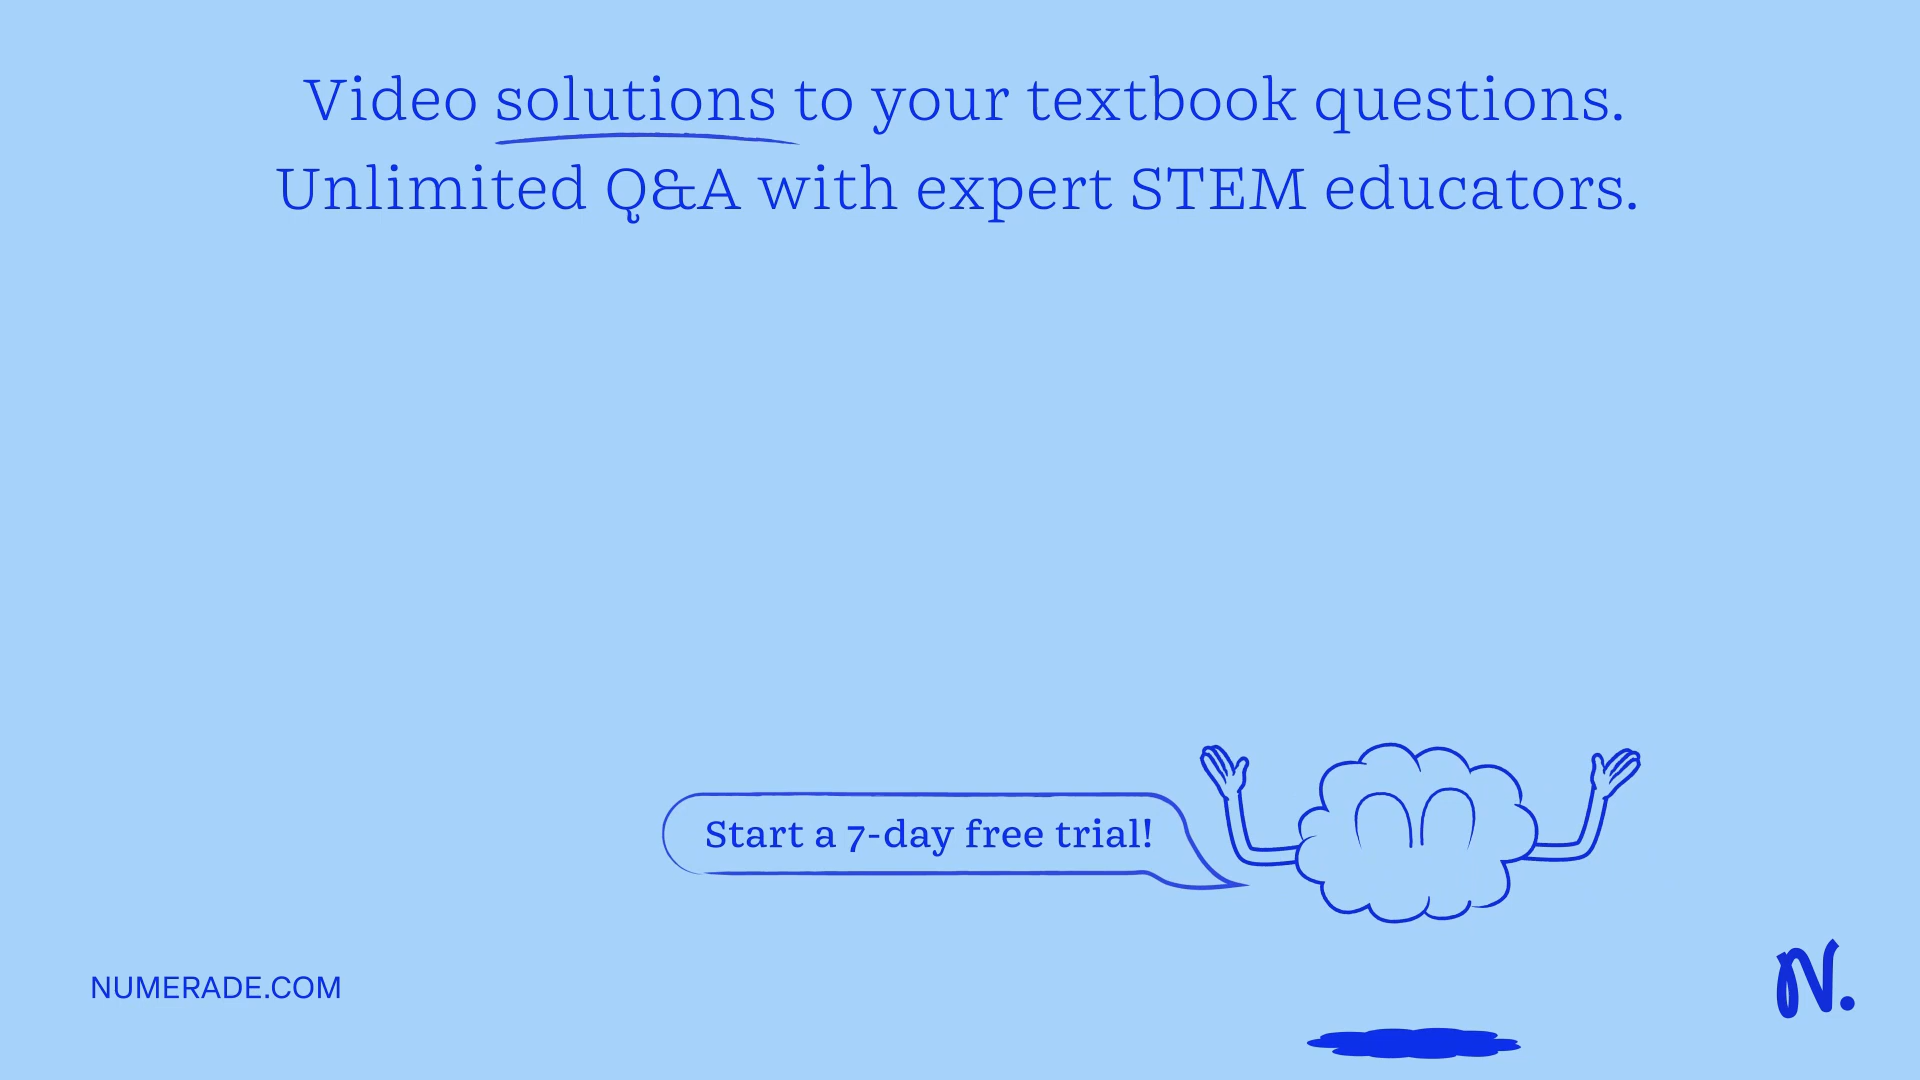 Video solutions to your textbook questions.
Unlimited Q&A with expert STEM educators.
Start a 7-day free trial!
NUMERADE.COM
N.